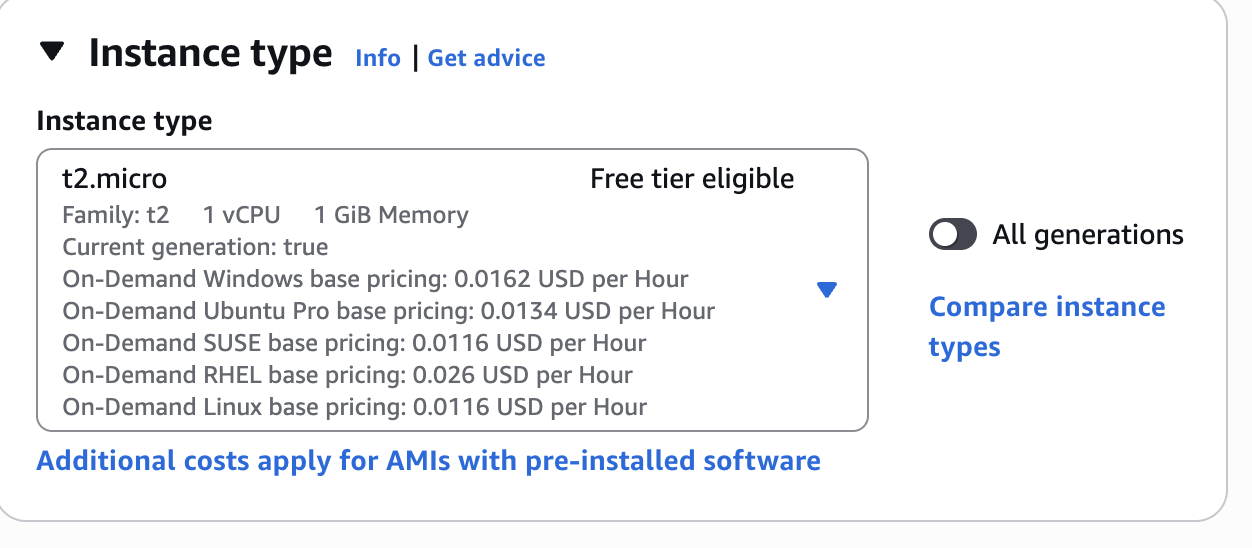 Instance type Info | Get advice
Instance type
t2.micro Free tier eligible
Family: t2 1 vCPU 1 GiB Memory
Current generation: true
On-Demand Windows base pricing: 0.0162 USD per Hour
On-Demand Ubuntu Pro base pricing: 0.0134 USD per Hour
On-Demand SUSE base pricing: 0.0116 USD per Hour
On-Demand RHEL base pricing: 0.026 USD per Hour
On-Demand Linux base pricing: 0.0116 USD per Hour
All generations
Compare instance
types
Additional costs apply for AMIs with pre-installed software